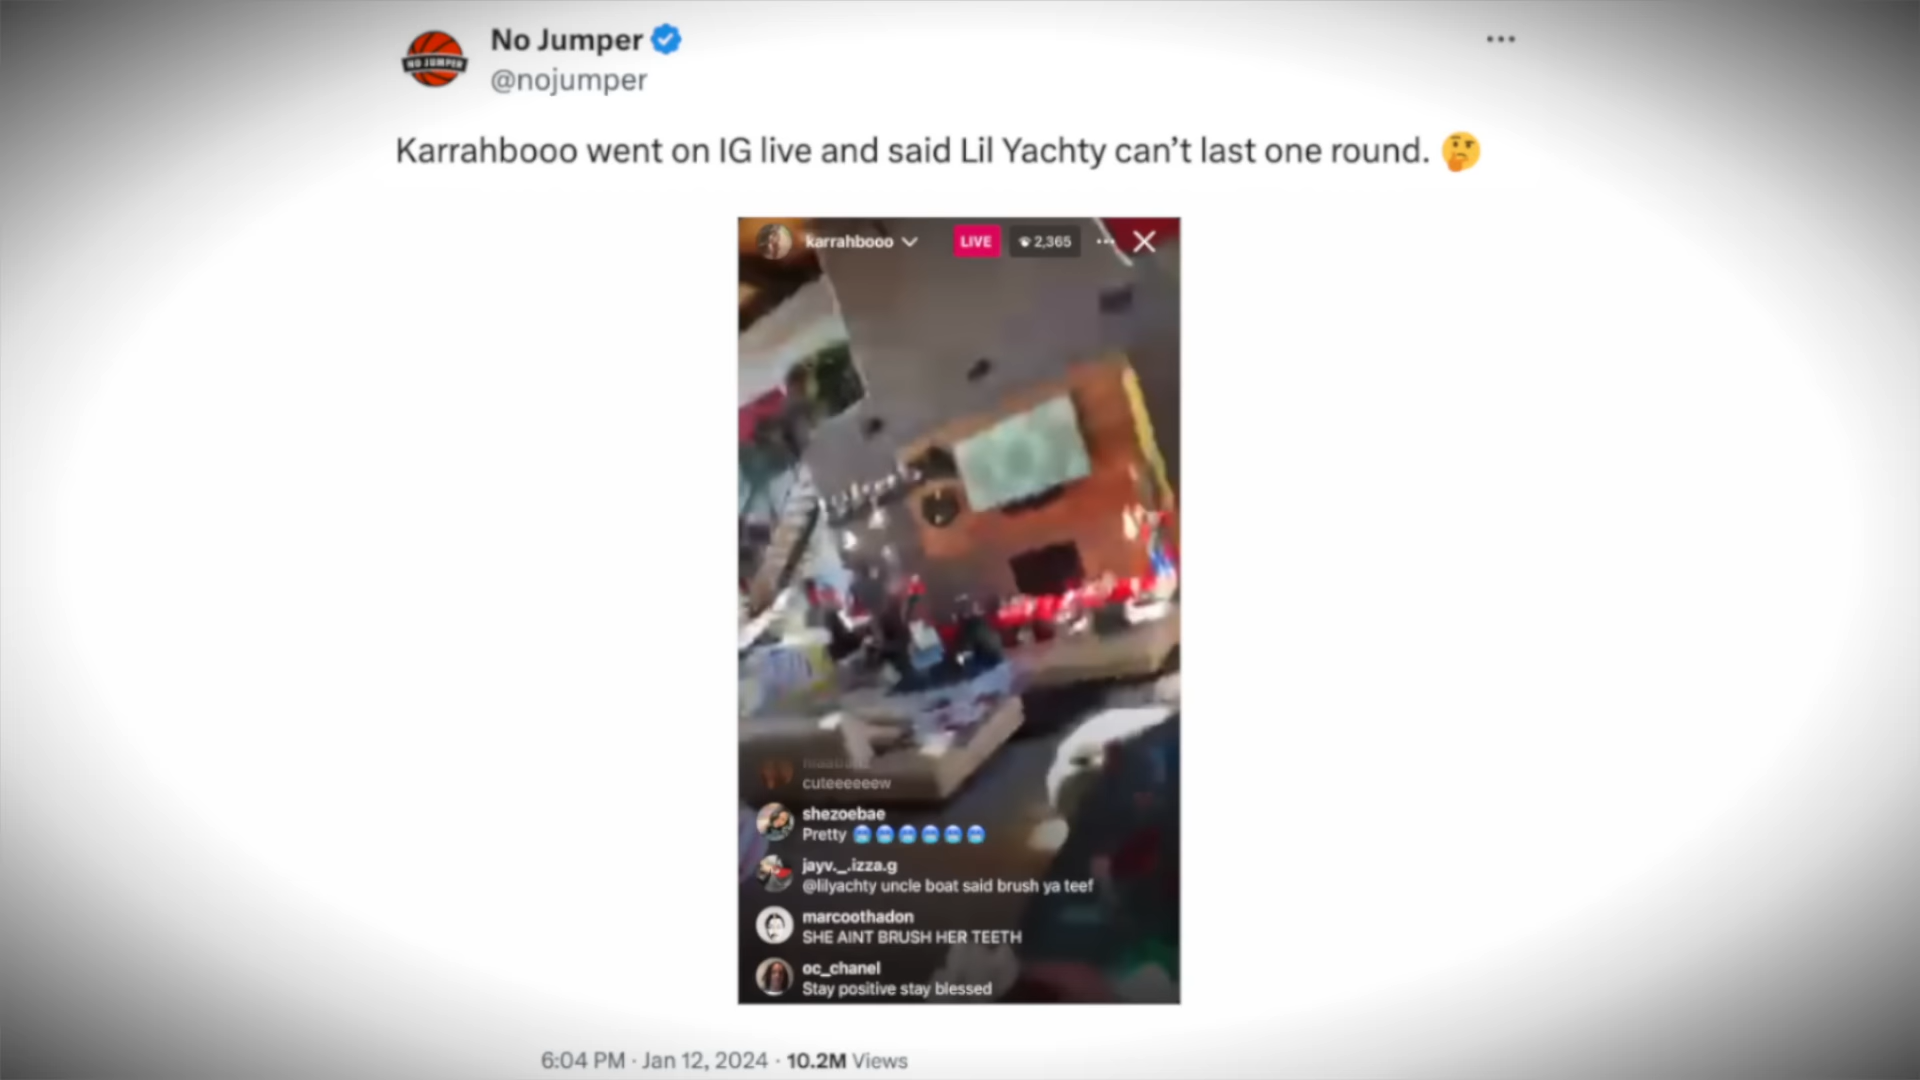 No Jumper
@nojumper
NO JUMPER
Karrahbooo went on IG live and said Lil Yachty can't last one round. 🤔
karrahbooo LIVE 2,365
cuteeeeeew
shezoebae
Pretty 🥶🥶🥶🥶🥶🥶
jayv._.izza.g
@lilyachty uncle boat said brush ya teef
marcoothadon
SHE AINT BRUSH HER TEETH
oc_chanel
Stay positive stay blessed
6:04 PM · Jan 12, 2024 · 10.2M Views